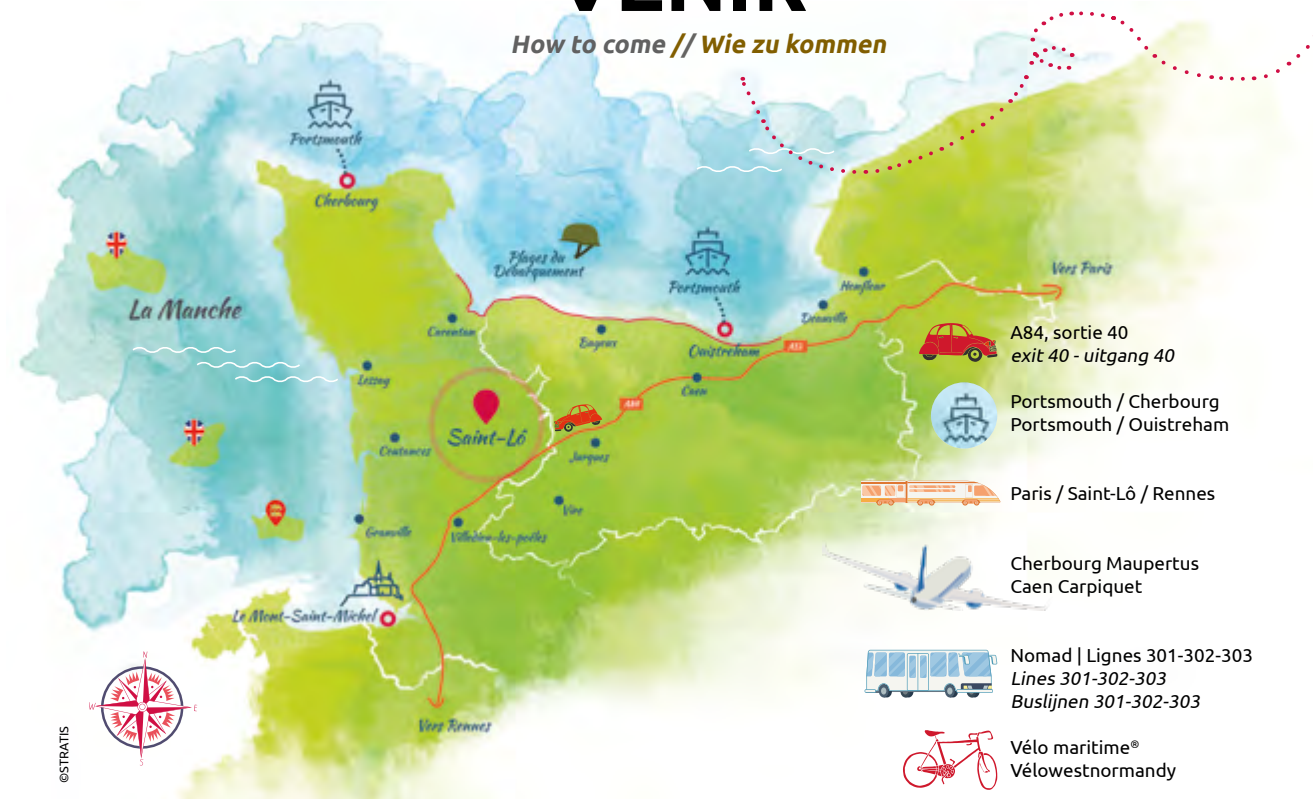 VENIR
How to come // Wie zu kommen
Portsmouth
Cherbourg
Plages du
Débarquement
Portsmouth
Vers Paris
Honfleur
La Manche
Deauville
Carentan
Bayeux
Ouistreham
A13
A84, sortie 40
exit 40 - uitgang 40
Lessay
Caen
A84
Portsmouth / Cherbourg
Portsmouth / Ouistreham
Saint-Lô
Coutances
Jurques
Paris / Saint-Lô / Rennes
Vire
Granville
Villedieu-les-poêles
Cherbourg Maupertus
Caen Carpiquet
Le Mont-Saint-Michel
Nomad | Lignes 301-302-303
Lines 301-302-303
Buslijnen 301-302-303
N
W
E
S
Vers Rennes
Vélo maritime®
Vélowestnormandy
©STRATIS